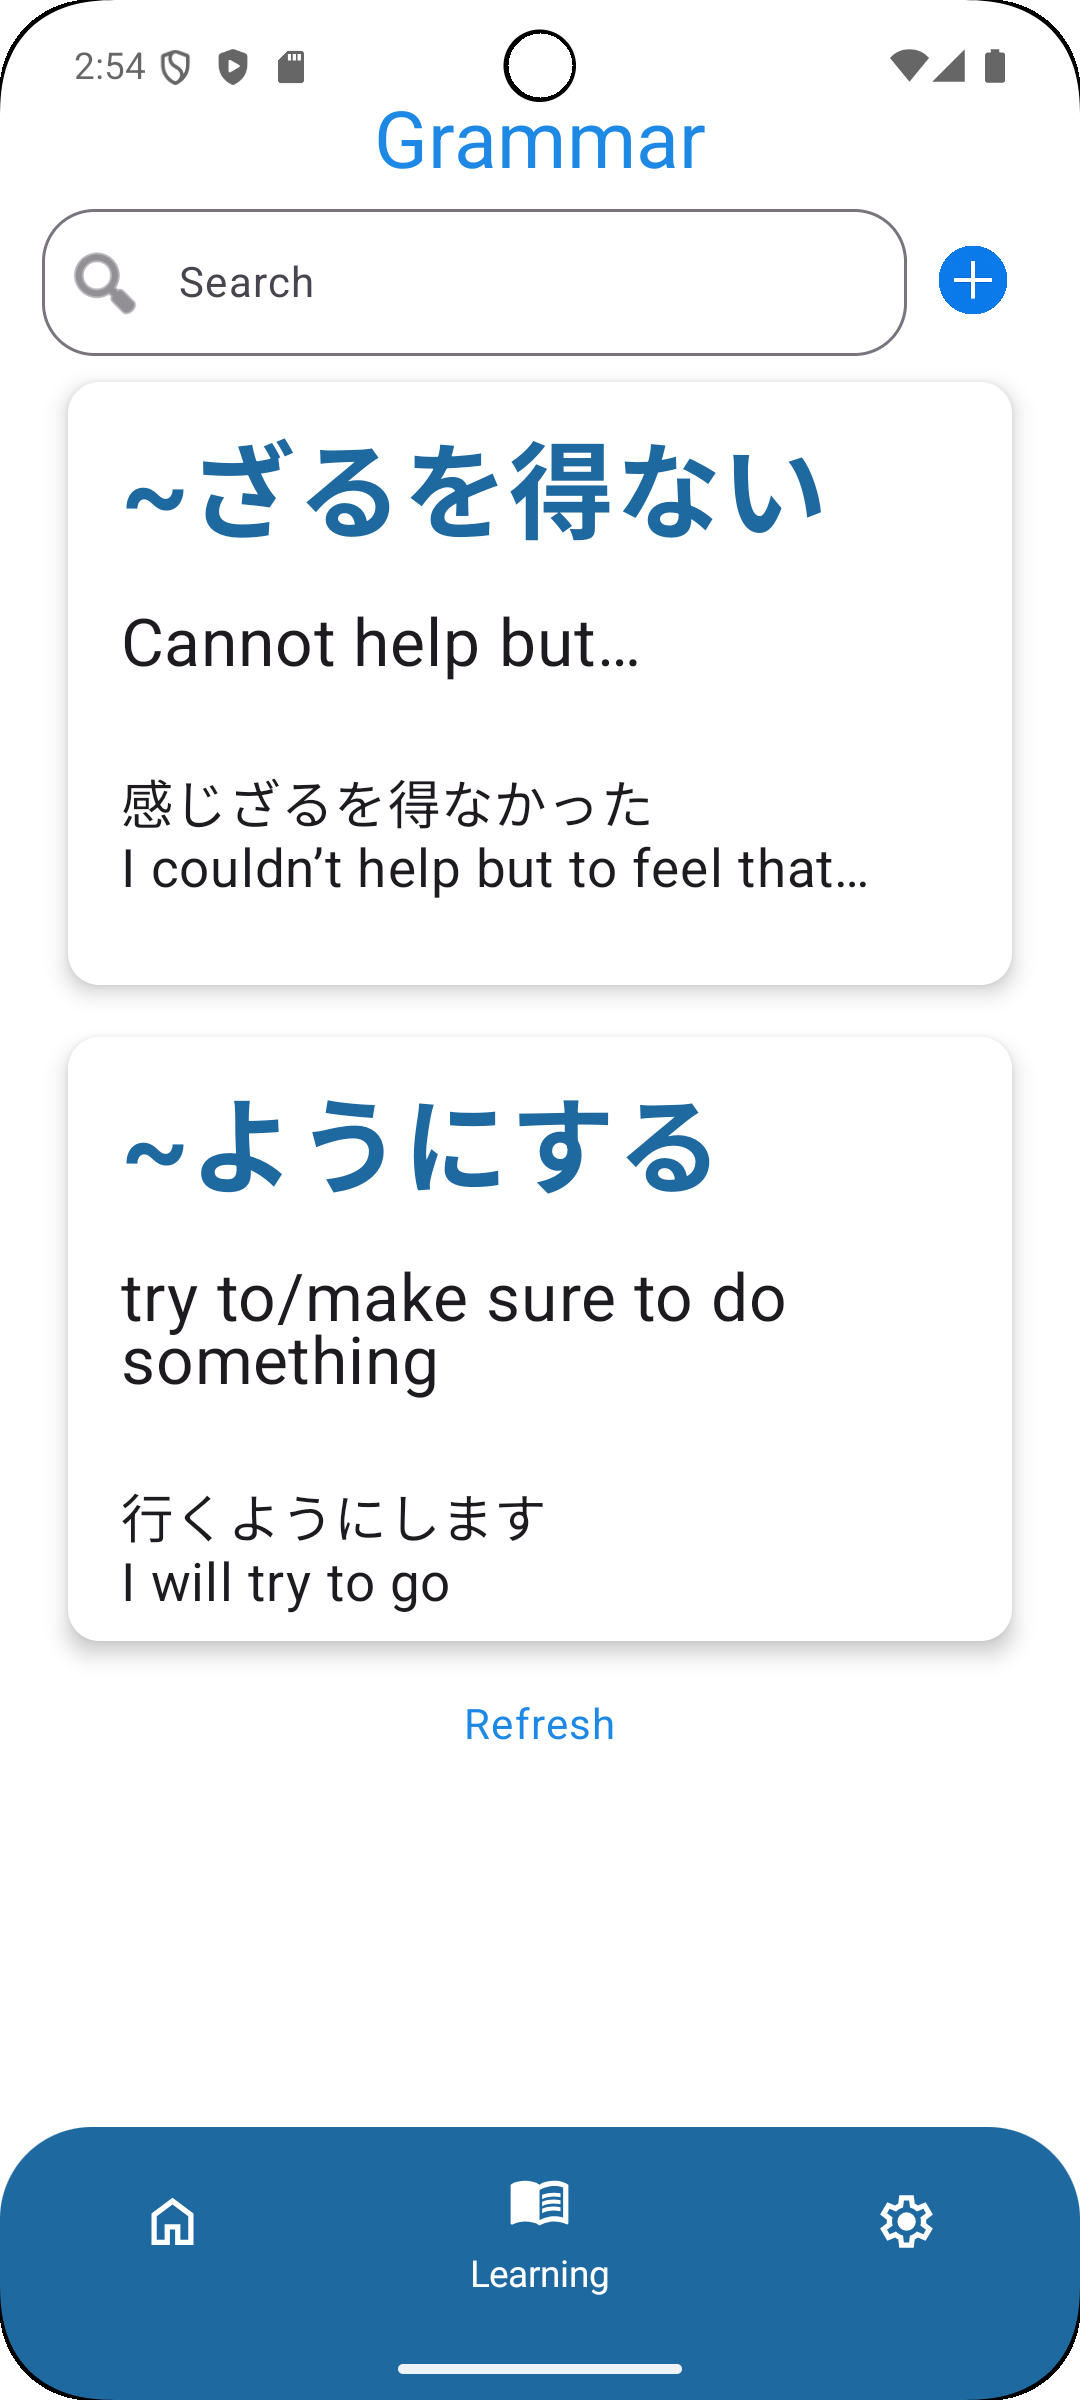 2:54
Grammar
Search
~ざるを得ない
Cannot help but…
感じざるを得なかった
I couldn’t help but to feel that…
~ようにする
try to/make sure to do
something
行くようにします
I will try to go
Refresh
Learning